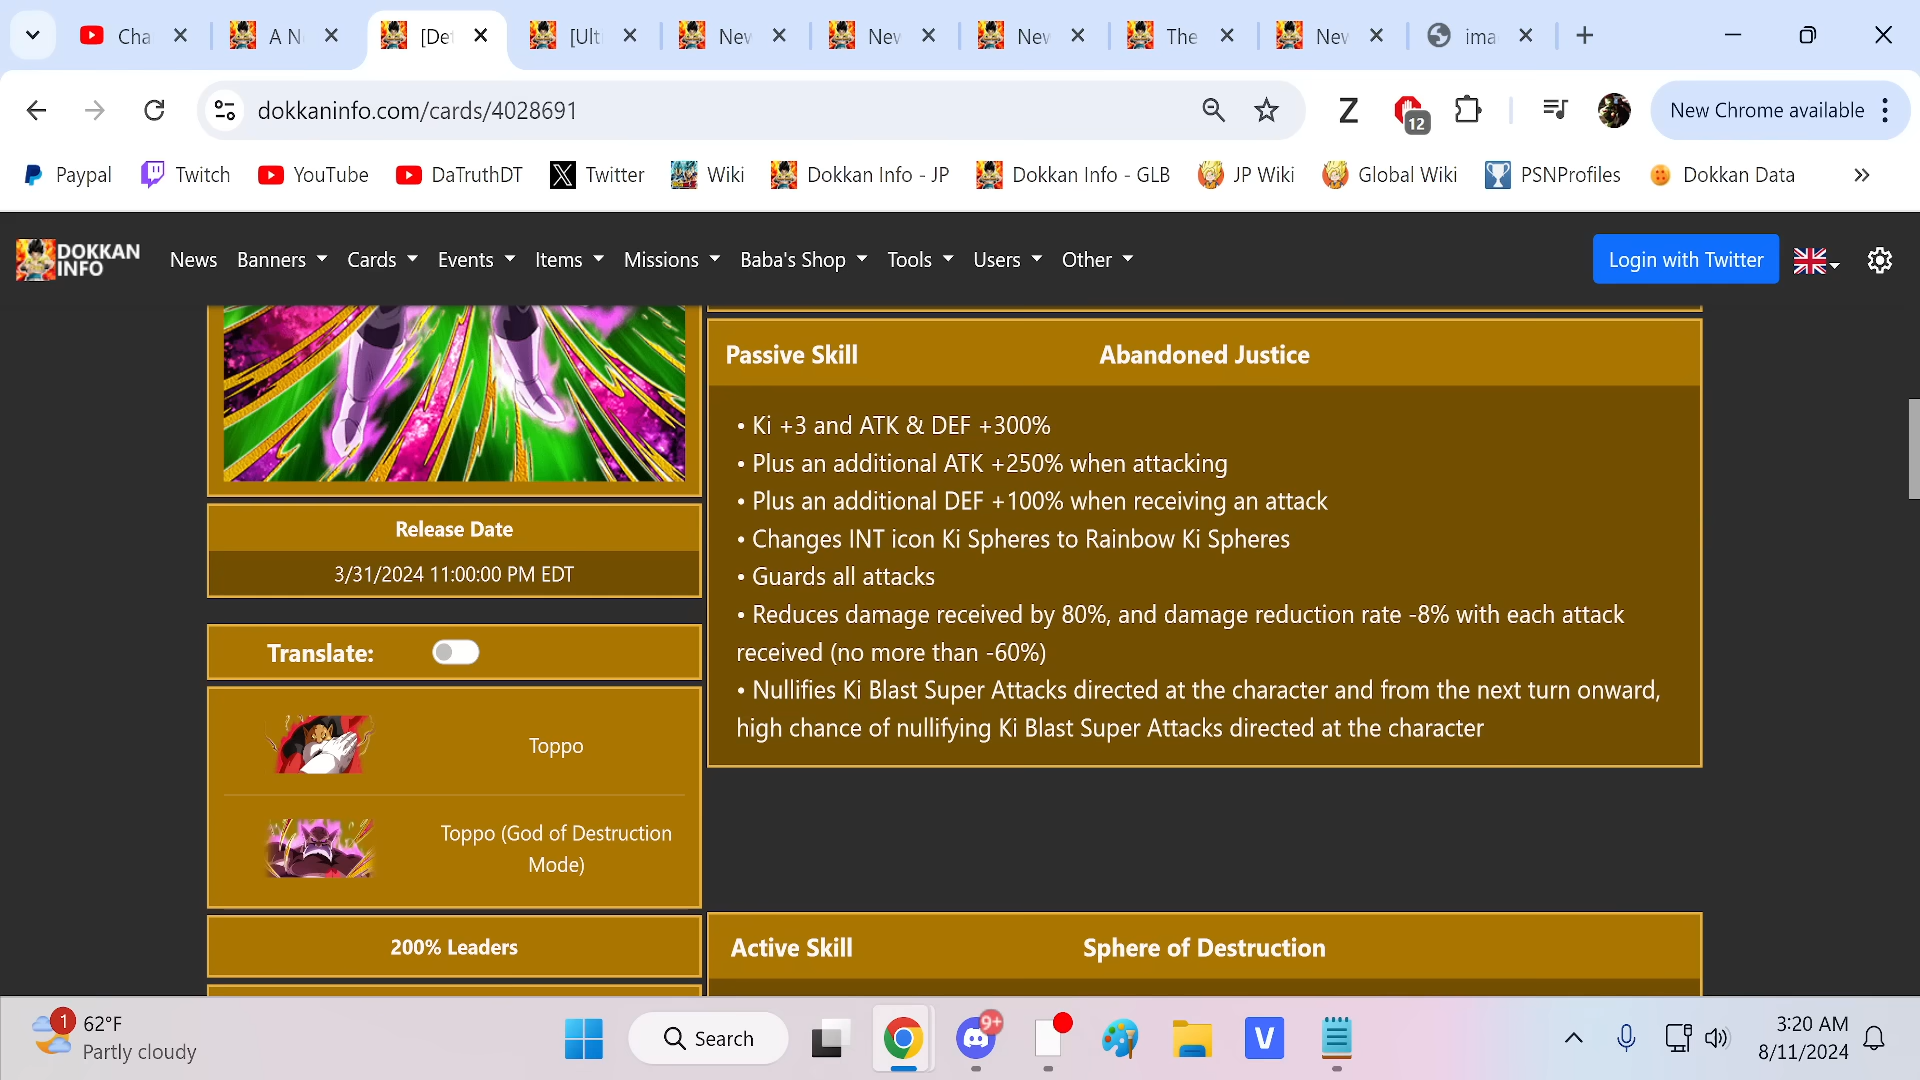 Cha
A N
[De
[Ult
Nev
Nev
Nev
The
Nev
ima
dokkaninfo.com/cards/4028691
Z
12
New Chrome available
Paypal
Twitch
YouTube
DaTruthDT
Twitter
Wiki
Dokkan Info - JP
Dokkan Info - GLB
JP Wiki
Global Wiki
PSNProfiles
Dokkan Data
DOKKAN
INFO
News
Banners
Cards
Events
Items
Missions
Baba's Shop
Tools
Users
Other
Login with Twitter
Release Date
3/31/2024 11:00:00 PM EDT
Translate:
Toppo
Toppo (God of Destruction
Mode)
200% Leaders
Passive Skill
Abandoned Justice
• Ki +3 and ATK & DEF +300%
• Plus an additional ATK +250% when attacking
• Plus an additional DEF +100% when receiving an attack
• Changes INT icon Ki Spheres to Rainbow Ki Spheres
• Guards all attacks
• Reduces damage received by 80%, and damage reduction rate -8% with each attack
received (no more than -60%)
• Nullifies Ki Blast Super Attacks directed at the character and from the next turn onward,
high chance of nullifying Ki Blast Super Attacks directed at the character
Active Skill
Sphere of Destruction
1
62°F
Partly cloudy
Search
9+
V
3:20 AM
8/11/2024